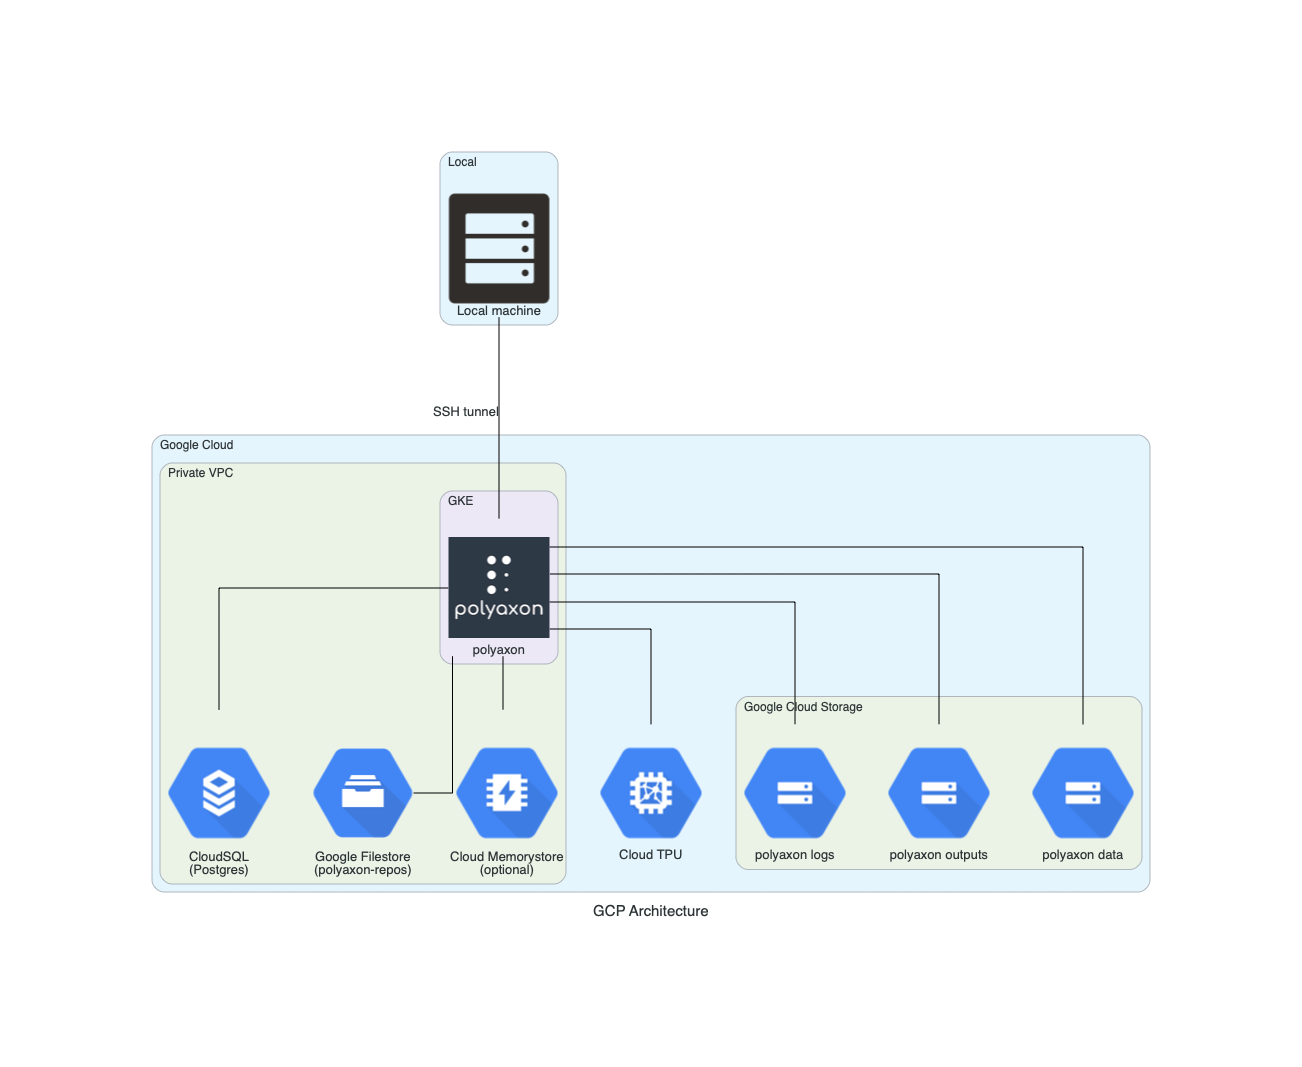 Local
Local machine
SSH tunnel
Google Cloud
Private VPC
GKE
polyaxon
polyaxon
Google Cloud Storage
CloudSQL
(Postgres)
Google Filestore
(polyaxon-repos)
Cloud Memorystore
(optional)
Cloud TPU
polyaxon logs
polyaxon outputs
polyaxon data
GCP Architecture